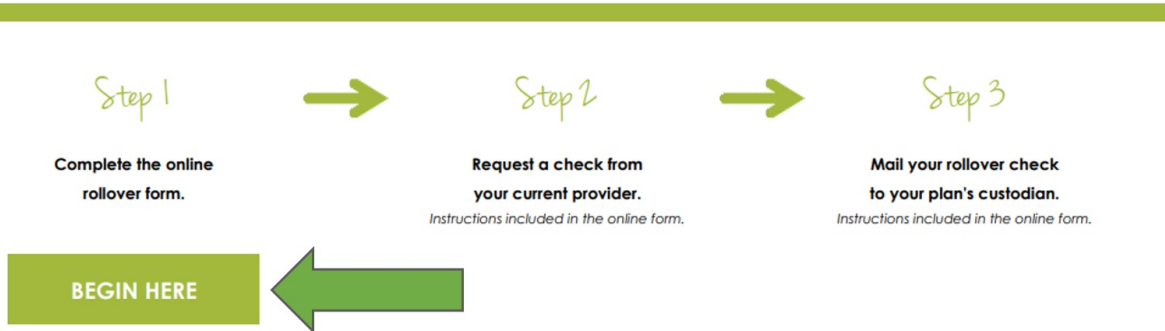 Step 1
Step 2
Step 3
Complete the online
rollover form.
Request a check from
your current provider.
Instructions included in the online form.
Mail your rollover check
to your plan's custodian.
Instructions included in the online form.
BEGIN HERE